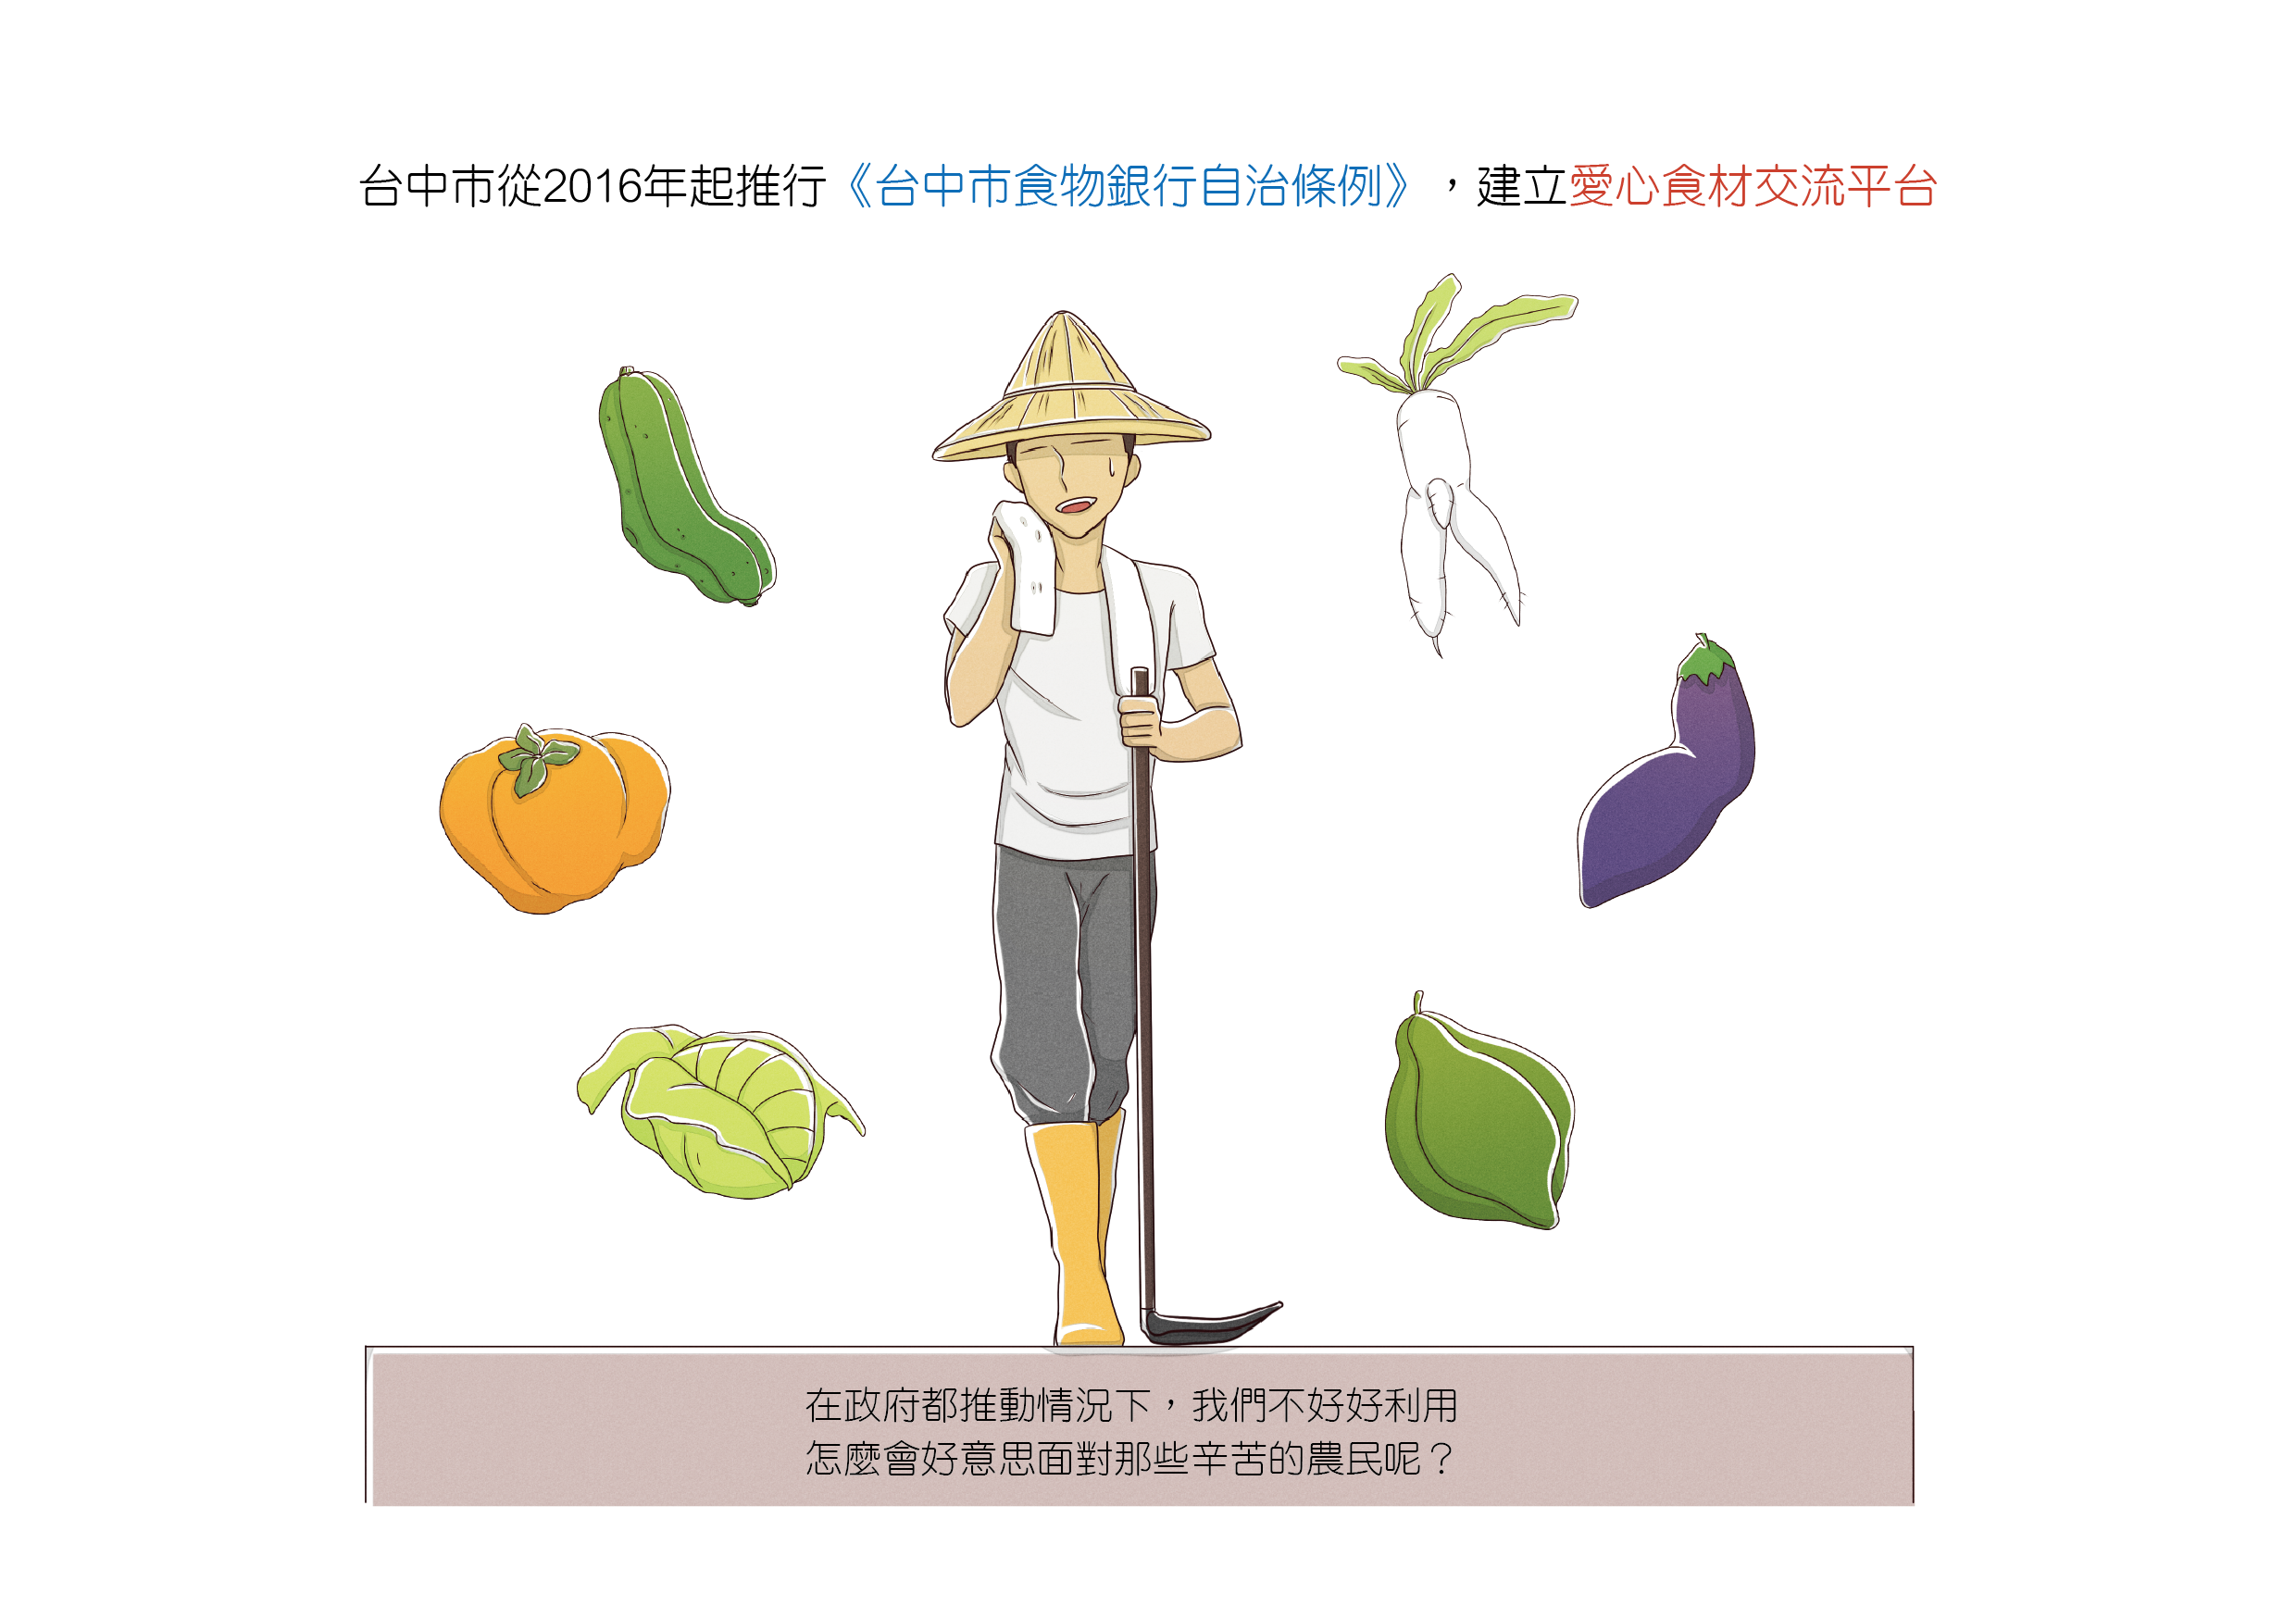 台中市從2016年起推行《台中市食物銀行自治條例》，建立愛心食材交流平台
在政府都推動情況下，我們不好好利用
怎麼會好意思面對那些辛苦的農民呢？